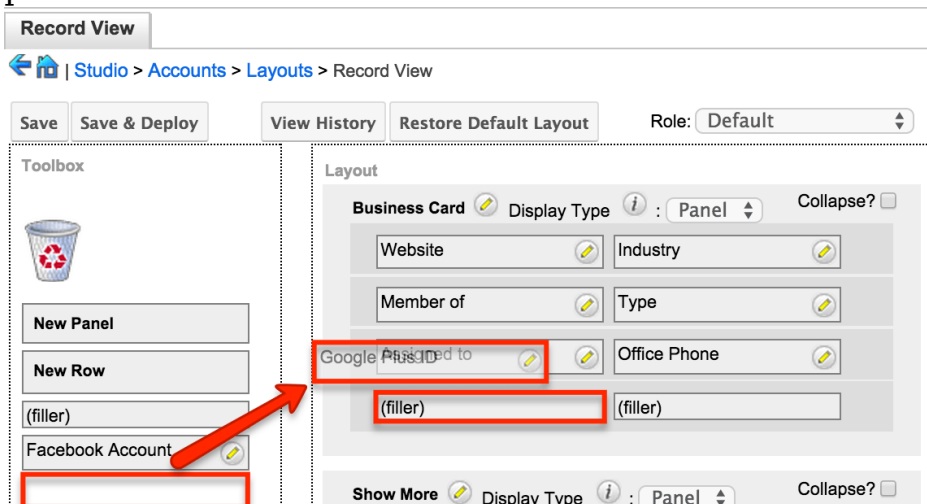 Record View
| Studio > Accounts > Layouts > Record View
Save Save & Deploy View History Restore Default Layout Role: Default
Toolbox
Layout
Business Card Display Type i : Panel Collapse?
Website Industry
Member of Type
New Panel
Google Plus ID Assigned to Office Phone
New Row
(filler) (filler)
(filler)
Facebook Account
Show More Display Type i : Panel Collapse?